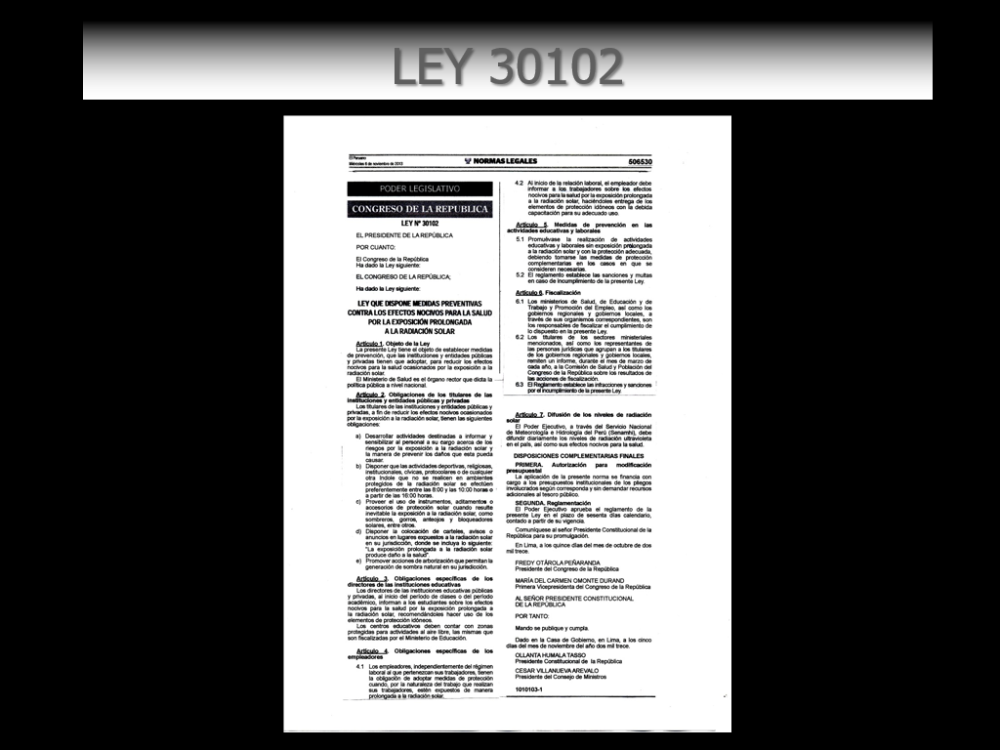 LEY 30102
El Peruano
Miércoles 6 de noviembre de 2013
NORMAS LEGALES
506530
PODER LEGISLATIVO
CONGRESO DE LA REPUBLICA
LEY Nº 30102
EL PRESIDENTE DE LA REPÚBLICA
POR CUANTO:
El Congreso de la República
Ha dado la Ley siguiente:
EL CONGRESO DE LA REPÚBLICA;
Ha dado la Ley siguiente:
LEY QUE DISPONE MEDIDAS PREVENTIVAS
CONTRA LOS EFECTOS NOCIVOS PARA LA SALUD
POR LA EXPOSICIÓN PROLONGADA
A LA RADIACIÓN SOLAR
Artículo 1. Objeto de la Ley
La presente Ley tiene el objeto de establecer medidas
de prevención, que las instituciones y entidades públicas
y privadas tienen que adoptar, para reducir los efectos
nocivos para la salud ocasionados por la exposición a la
radiación solar.
El Ministerio de Salud es el órgano rector que dicta la
política pública a nivel nacional.
Artículo 2. Obligaciones de los titulares de las
instituciones y entidades públicas y privadas
Los titulares de las instituciones y entidades públicas y
privadas, a fin de reducir los efectos nocivos ocasionados
por la exposición a la radiación solar, tienen las siguientes
obligaciones:
a) Desarrollar actividades destinadas a informar y
sensibilizar al personal a su cargo acerca de los
riesgos por la exposición a la radiación solar y
la manera de prevenir los daños que esta pueda
causar.
b) Disponer que las actividades deportivas, religiosas,
institucionales, cívicas, protocolares o de cualquier
otra índole que no se realicen en ambientes
protegidos de la radiación solar se efectúen
preferentemente entre las 8:00 y las 10:00 horas o
a partir de las 16:00 horas.
c) Proveer el uso de instrumentos, aditamentos o
accesorios de protección solar cuando resulte
inevitable la exposición a la radiación solar, como
sombreros, gorros, anteojos y bloqueadores
solares, entre otros.
d) Disponer la colocación de carteles, avisos o
anuncios en lugares expuestos a la radiación solar
en su jurisdicción, donde se incluya lo siguiente:
"La exposición prolongada a la radiación solar
produce daño a la salud".
e) Promover acciones de arborización que permitan la
generación de sombra natural en su jurisdicción.
Artículo 3. Obligaciones específicas de los
directores de las instituciones educativas
Los directores de las instituciones educativas públicas
y privadas, al inicio del período de clases o del período
académico, informan a los estudiantes sobre los efectos
nocivos para la salud por la exposición prolongada a
la radiación solar, recomendándoles hacer uso de los
elementos de protección idóneos.
Los centros educativos deben contar con zonas
protegidas para actividades al aire libre, las mismas que
son fiscalizadas por el Ministerio de Educación.
Artículo 4. Obligaciones específicas de los
empleadores
4.1 Los empleadores, independientemente del régimen
laboral al que pertenezcan sus trabajadores, tienen
la obligación de adoptar medidas de protección
cuando, por la naturaleza del trabajo que realizan
sus trabajadores, estén expuestos de manera
prolongada a la radiación solar.
4.2 Al inicio de la relación laboral, el empleador debe
informar a los trabajadores sobre los efectos
nocivos para la salud por la exposición prolongada
a la radiación solar, haciéndoles entrega de los
elementos de protección idóneos con la debida
capacitación para su adecuado uso.
Artículo 5. Medidas de prevención en las
actividades educativas y laborales
5.1 Promuévase la realización de actividades
educativas y laborales sin exposición prolongada
a la radiación solar y con la protección adecuada,
debiendo tomarse las medidas de protección
complementarias en los casos en que se
consideren necesarias.
5.2 El reglamento establece las sanciones y multas
en caso de incumplimiento de la presente Ley.
Artículo 6. Fiscalización
6.1 Los ministerios de Salud, de Educación y de
Trabajo y Promoción del Empleo, así como los
gobiernos regionales y gobiernos locales, a
través de sus organismos correspondientes, son
los responsables de fiscalizar el cumplimiento de
lo dispuesto en la presente Ley.
6.2 Los titulares de los sectores ministeriales
mencionados, así como los representantes de
las personas jurídicas que agrupan a los titulares
de los gobiernos regionales y gobiernos locales,
remiten un informe, durante el mes de marzo de
cada año, a la Comisión de Salud y Población del
Congreso de la República sobre los resultados de
las acciones de fiscalización.
6.3 El Reglamento establece las infracciones y sanciones
por el incumplimiento de la presente Ley.
Artículo 7. Difusión de los niveles de radiación
solar
El Poder Ejecutivo, a través del Servicio Nacional
de Meteorología e Hidrología del Perú (Senamhi), debe
difundir diariamente los niveles de radiación ultravioleta
en el país, así como sus efectos nocivos para la salud.
DISPOSICIONES COMPLEMENTARIAS FINALES
PRIMERA. Autorización para modificación
presupuestal
La aplicación de la presente norma se financia con
cargo a los presupuestos institucionales de los pliegos
involucrados según corresponda y sin demandar recursos
adicionales al tesoro público.
SEGUNDA. Reglamentación
El Poder Ejecutivo aprueba el reglamento de la
presente Ley en el plazo de sesenta días calendario,
contado a partir de su vigencia.
Comuníquese al señor Presidente Constitucional de la
República para su promulgación.
En Lima, a los quince días del mes de octubre de dos
mil trece.
FREDY OTÁROLA PEÑARANDA
Presidente del Congreso de la República
MARÍA DEL CARMEN OMONTE DURAND
Primera Vicepresidenta del Congreso de la República
AL SEÑOR PRESIDENTE CONSTITUCIONAL
DE LA REPÚBLICA
POR TANTO:
Mando se publique y cumpla.
Dado en la Casa de Gobierno, en Lima, a los cinco
días del mes de noviembre del año dos mil trece.
OLLANTA HUMALA TASSO
Presidente Constitucional de la República
CESAR VILLANUEVA AREVALO
Presidente del Consejo de Ministros
1010103-1